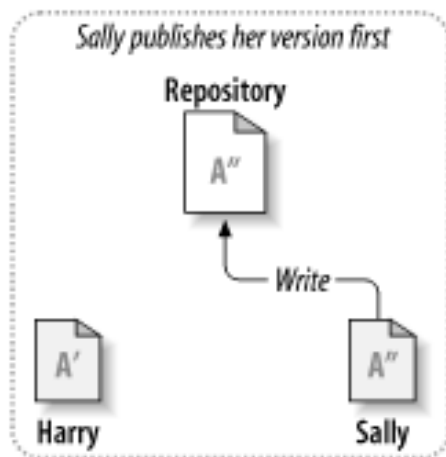 Sally publishes her version first
Repository
A″
Write
A′
A″
Harry
Sally